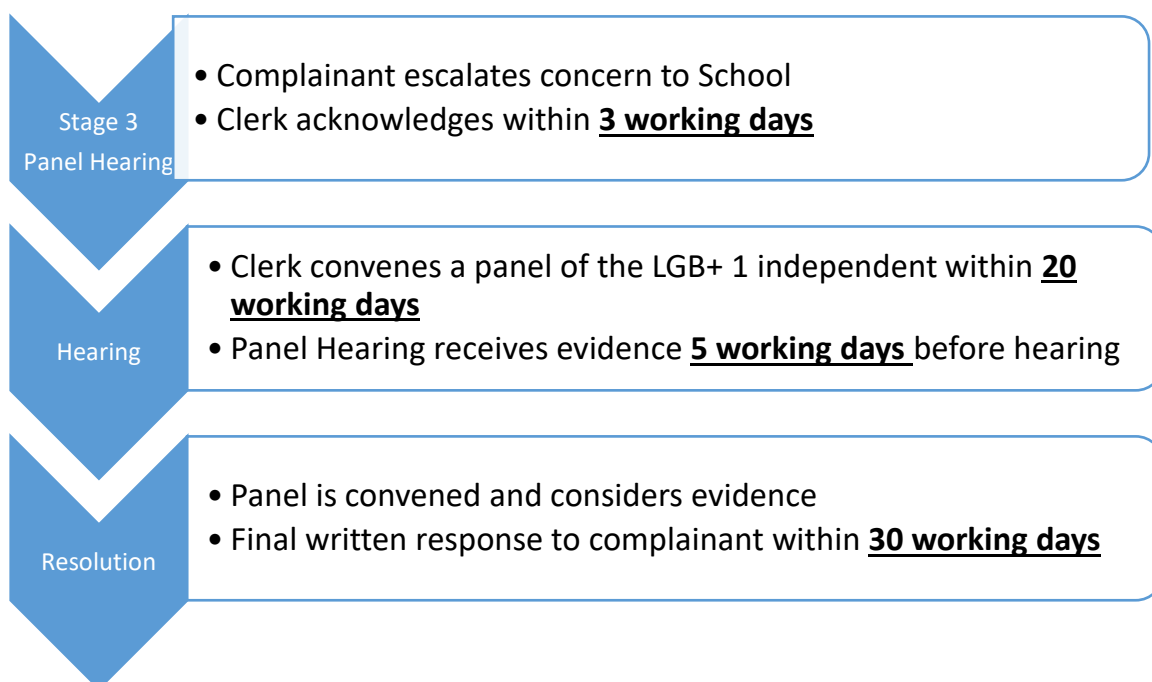 Stage 3
Panel Hearing
• Complainant escalates concern to School
• Clerk acknowledges within 3 working days
Hearing
• Clerk convenes a panel of the LGB+ 1 independent within 20
working days
• Panel Hearing receives evidence 5 working days before hearing
Resolution
• Panel is convened and considers evidence
• Final written response to complainant within 30 working days